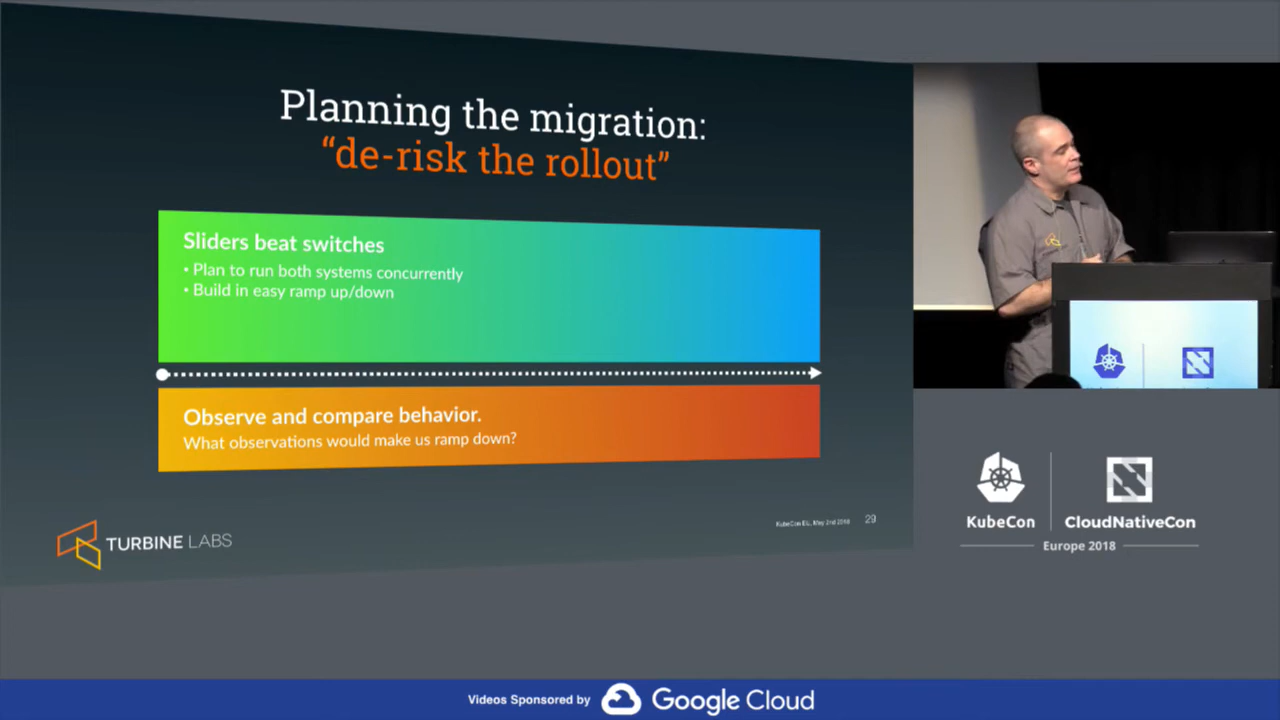 Planning the migration:
“de-risk the rollout”
Sliders beat switches
• Plan to run both systems concurrently
• Build in easy ramp up/down
Observe and compare behavior.
What observations would make us ramp down?
TURBINE LABS
KubeCon EU, May 2nd 2018
29
KubeCon
CloudNativeCon
Europe 2018
Videos Sponsored by
Google Cloud